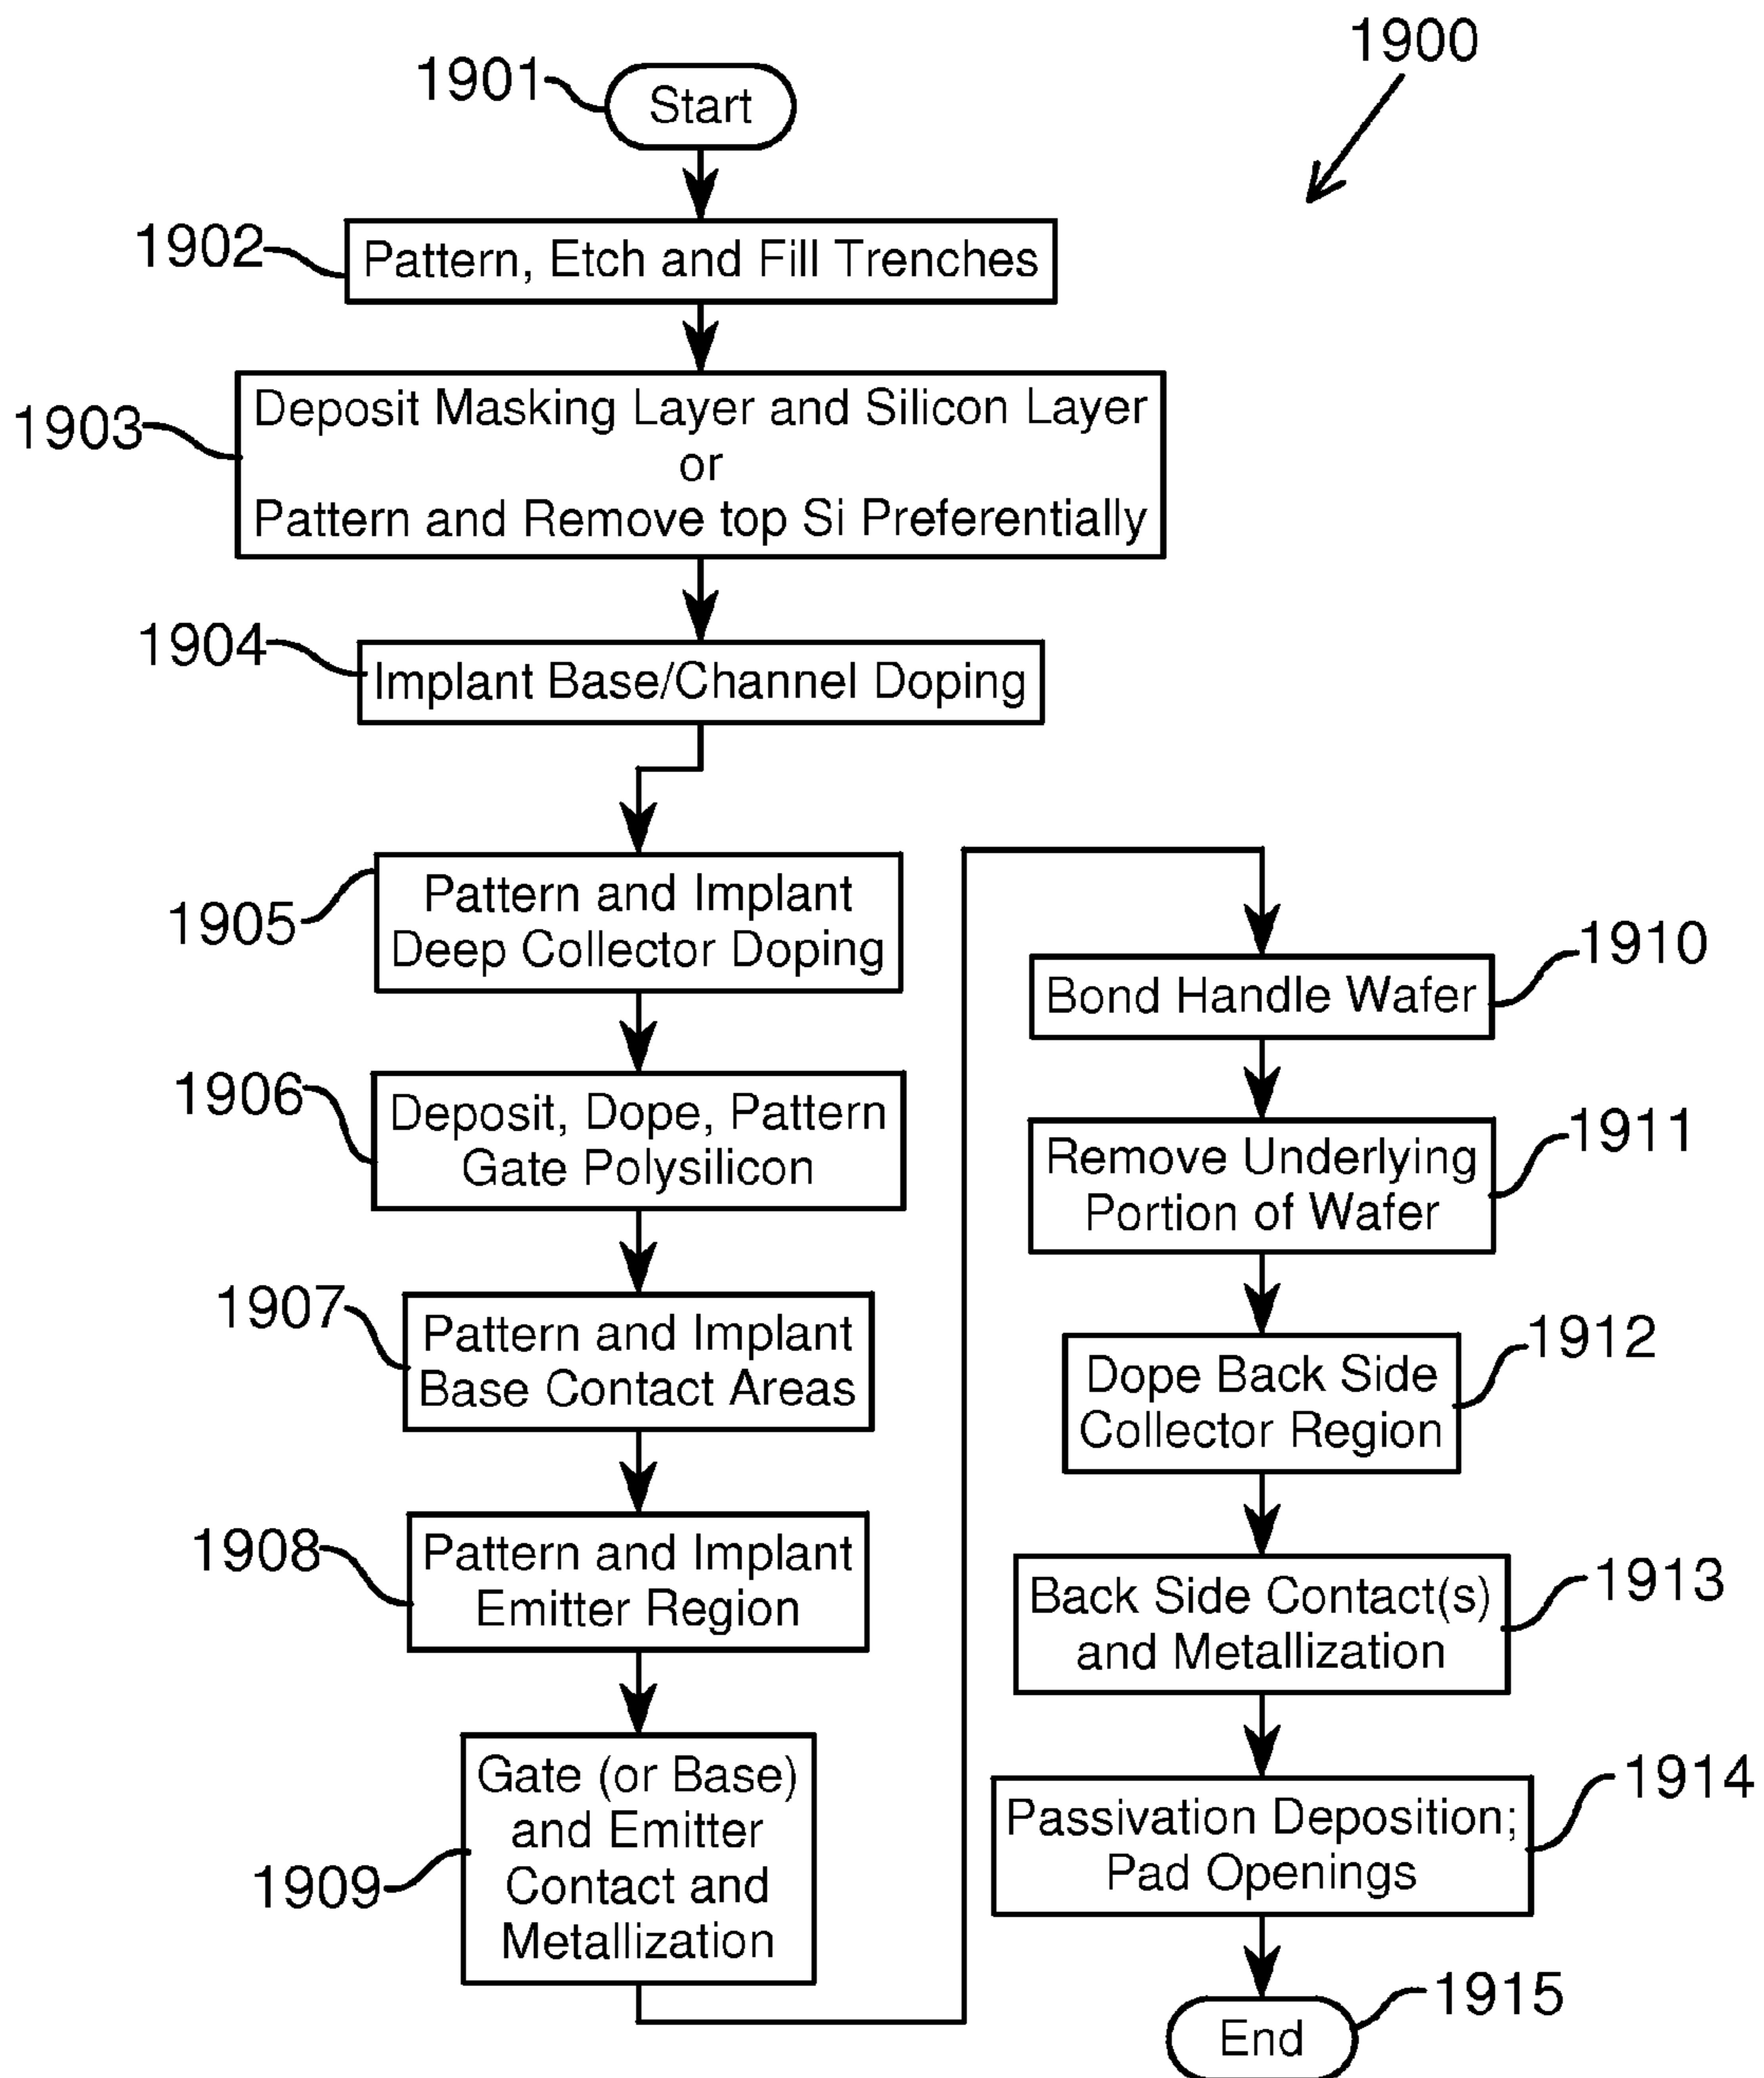 1900
1901
Start
1902
Pattern, Etch and Fill Trenches
1903
Deposit Masking Layer and Silicon Layer
or
Pattern and Remove top Si Preferentially
1904
Implant Base/Channel Doping
1905
Pattern and Implant
Deep Collector Doping
1906
Deposit, Dope, Pattern
Gate Polysilicon
1907
Pattern and Implant
Base Contact Areas
1908
Pattern and Implant
Emitter Region
1909
Gate (or Base)
and Emitter
Contact and
Metallization
1910
Bond Handle Wafer
1911
Remove Underlying
Portion of Wafer
1912
Dope Back Side
Collector Region
1913
Back Side Contact(s)
and Metallization
1914
Passivation Deposition;
Pad Openings
1915
End